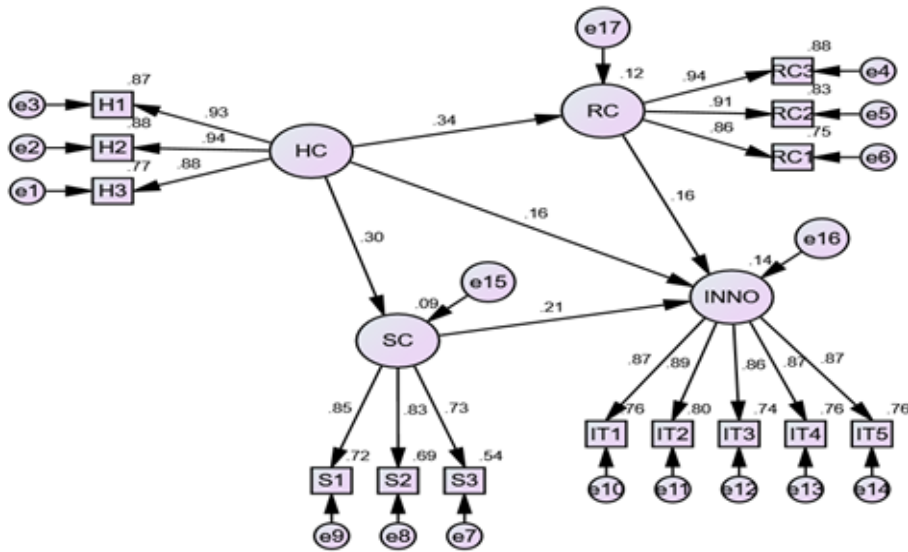 e17
.12
.88
e3
.87
H1
.93
.94
RC3
e4
RC
.83
.91
RC2
e5
e2
.88
H2
.94
HC
.34
.86
.75
RC1
e6
e1
.77
H3
.88
.16
.16
.30
e16
.14
e15
INNO
.09
.21
SC
.87
.89
.86
.87
.87
.85
.83
.73
.76
.80
.74
.76
.76
IT1
IT2
IT3
IT4
IT5
.72
.69
.54
S1
S2
S3
e10
e11
e12
e13
e14
e9
e8
e7